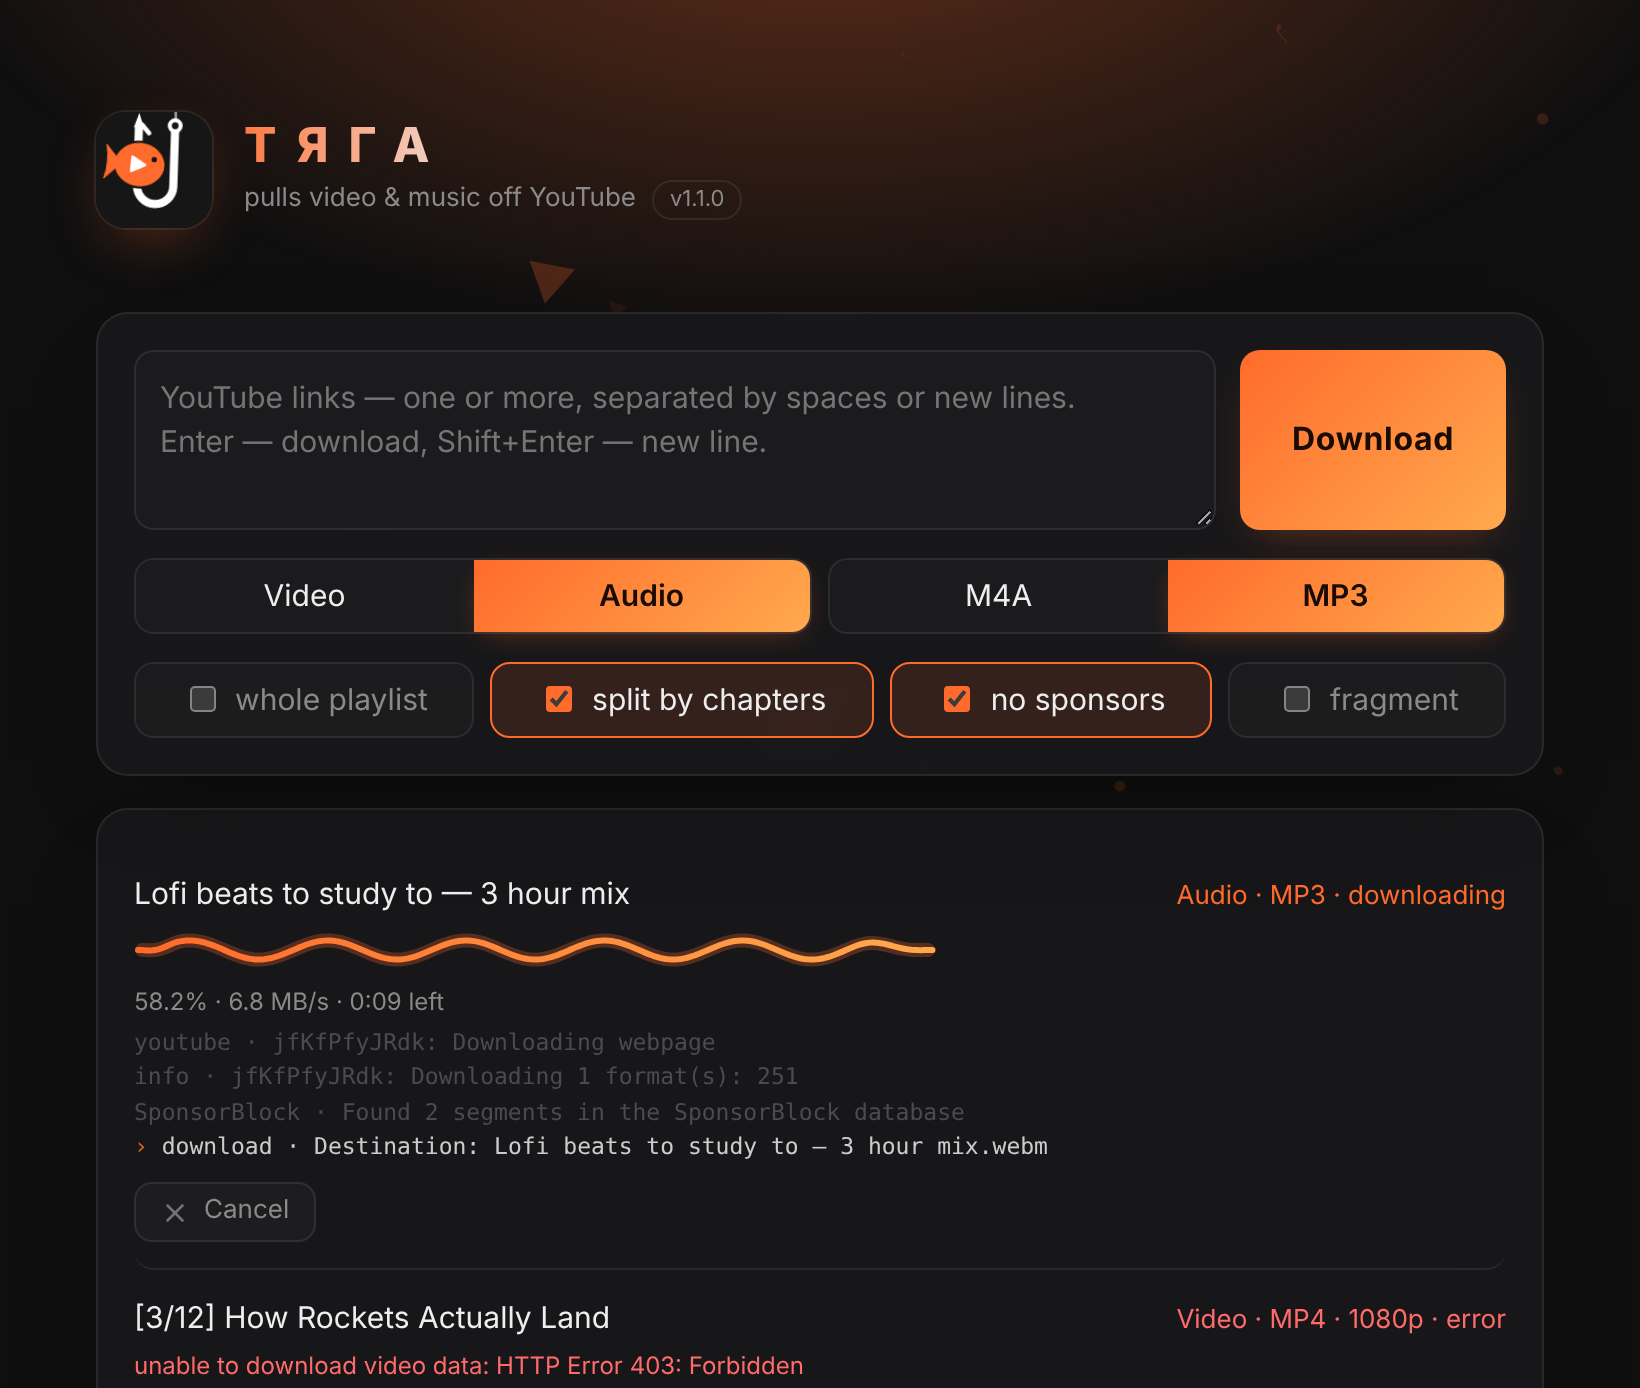 ТЯГА
pulls video & music off YouTube v1.1.0
YouTube links — one or more, separated by spaces or new lines.
Enter — download, Shift+Enter — new line.
Download
Video Audio M4A MP3
whole playlist split by chapters no sponsors fragment
Lofi beats to study to — 3 hour mix Audio · MP3 · downloading
58.2% · 6.8 MB/s · 0:09 left
youtube · jfKfPfyJRdk: Downloading webpage
info · jfKfPfyJRdk: Downloading 1 format(s): 251
SponsorBlock · Found 2 segments in the SponsorBlock database
› download · Destination: Lofi beats to study to — 3 hour mix.webm
Cancel
[3/12] How Rockets Actually Land Video · MP4 · 1080p · error
unable to download video data: HTTP Error 403: Forbidden